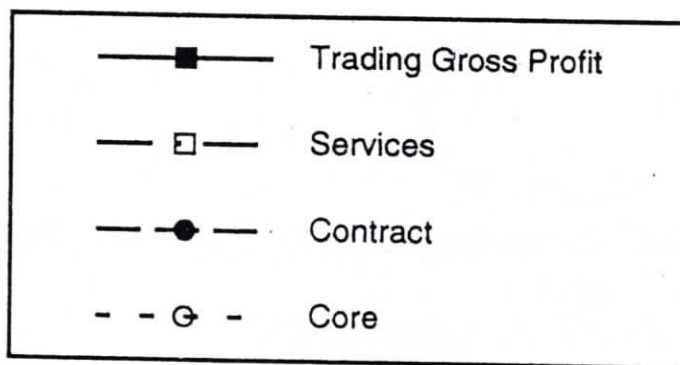 Trading Gross Profit
Services
Contract
Core